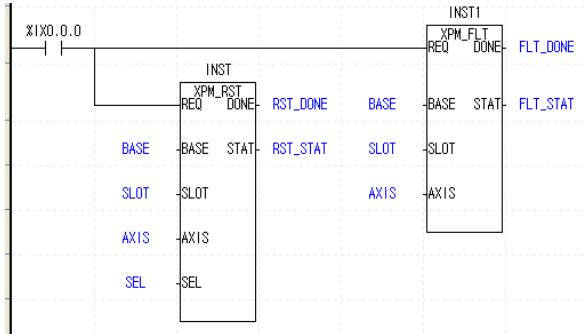 INST1
%IX0.0.0
XPM_FLT
REQ DONE FLT_DONE
INST
XPM_RST
REQ DONE RST_DONE BASE BASE STAT FLT_STAT
BASE BASE STAT RST_STAT SLOT SLOT
SLOT SLOT AXIS AXIS
AXIS AXIS
SEL SEL